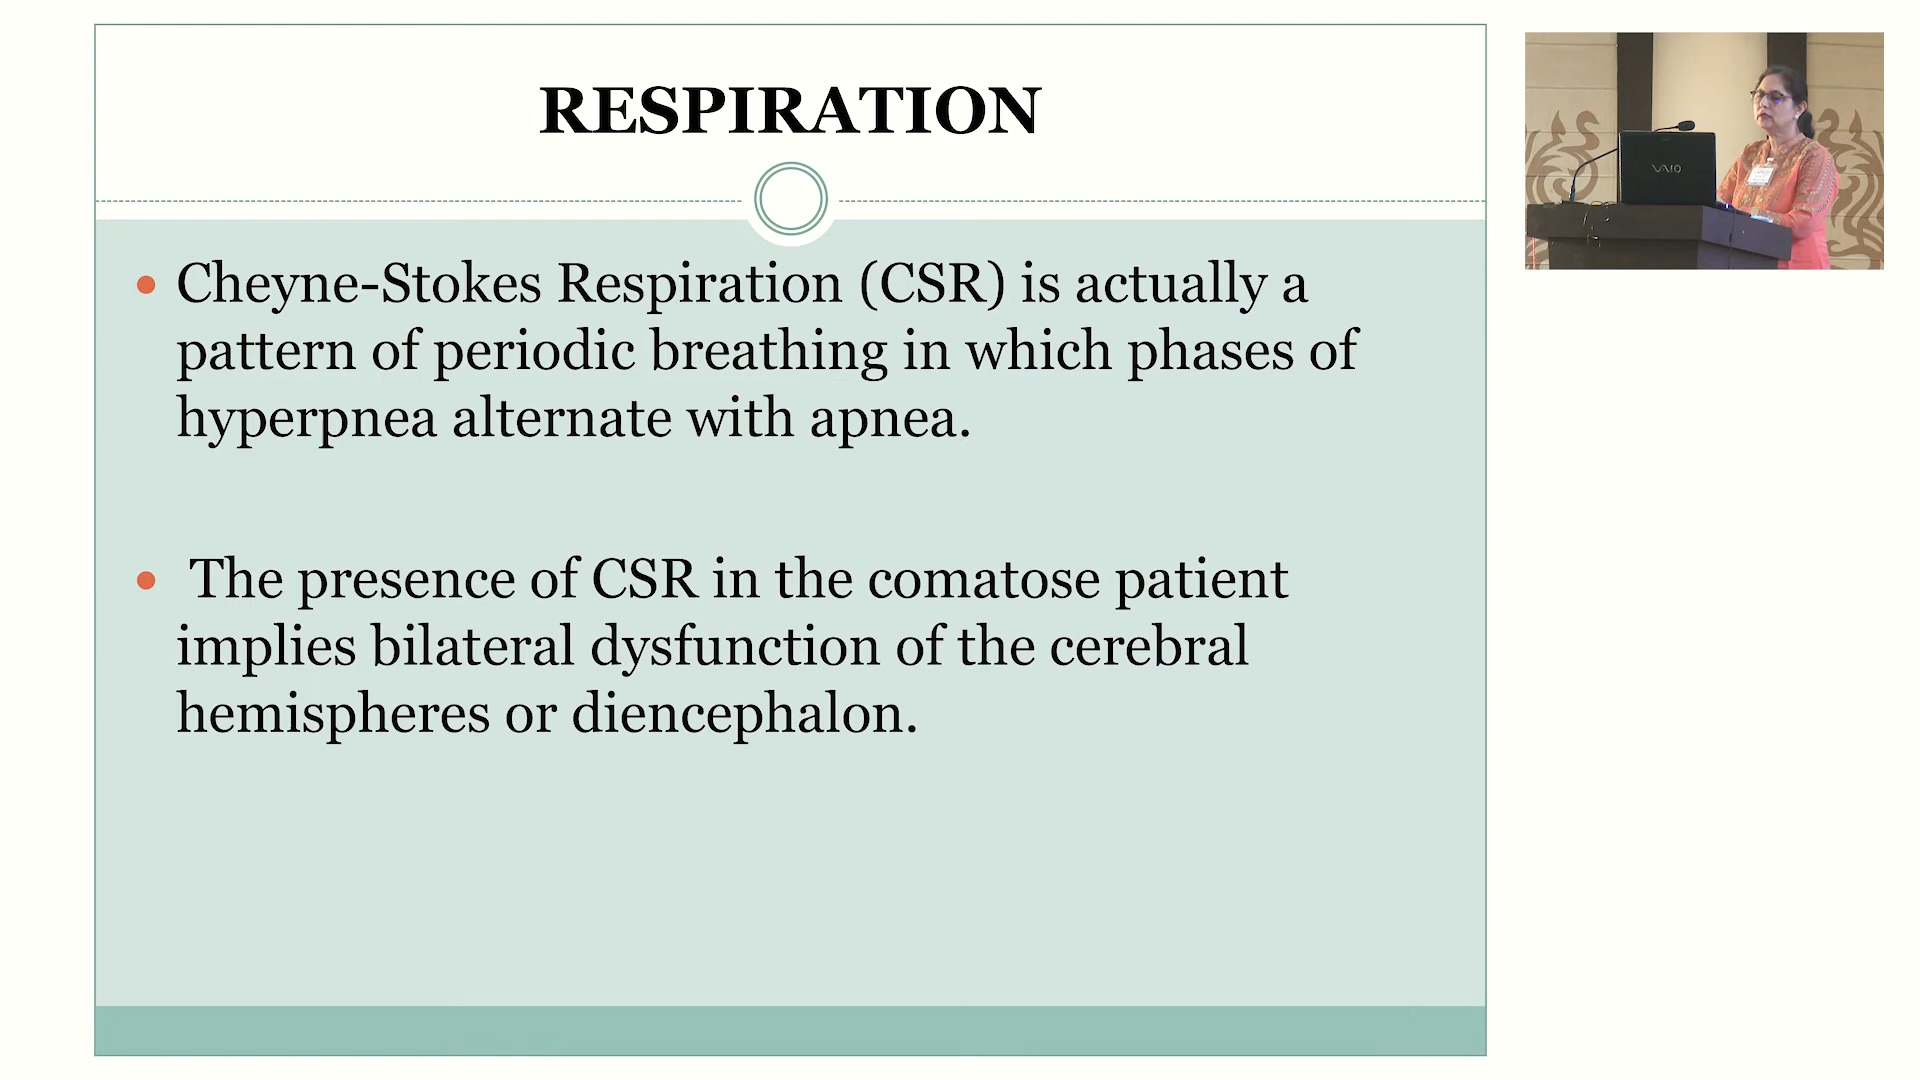 RESPIRATION
• Cheyne-Stokes Respiration (CSR) is actually a
pattern of periodic breathing in which phases of
hyperpnea alternate with apnea.
• The presence of CSR in the comatose patient
implies bilateral dysfunction of the cerebral
hemispheres or diencephalon.
VAIO